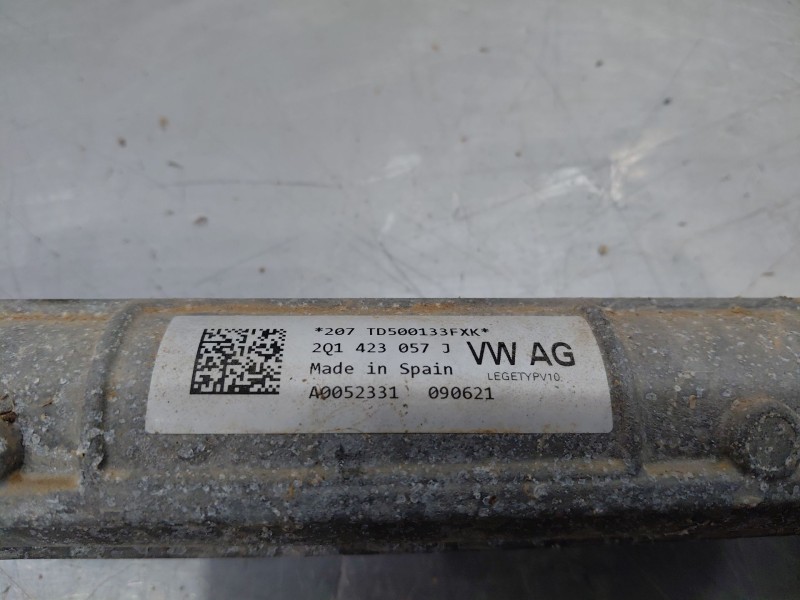 *207 TD500133FXK*
2Q1 423 057 J
Made in Spain
A0052331 090621
VW AG
LEGETYPV10